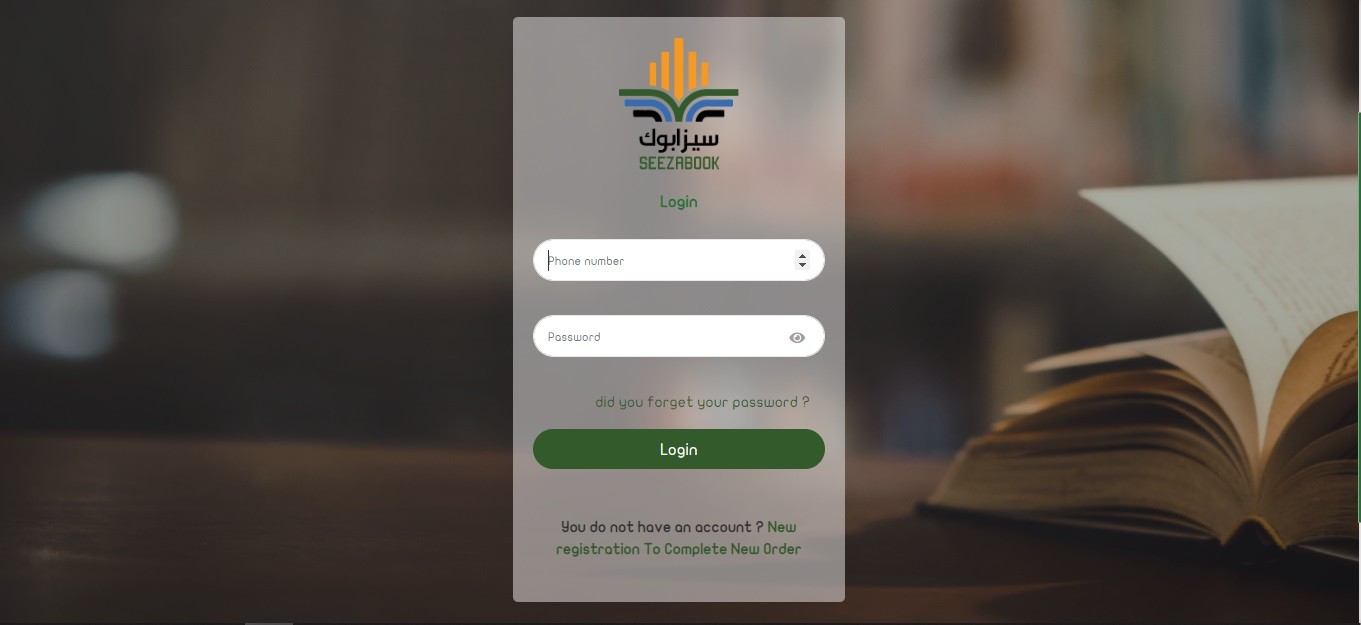 سيزابوك
SEEZABOOK
Login
Phone number
Password
did you forget your password ?
Login
You do not have an account ? New
registration To Complete New Order